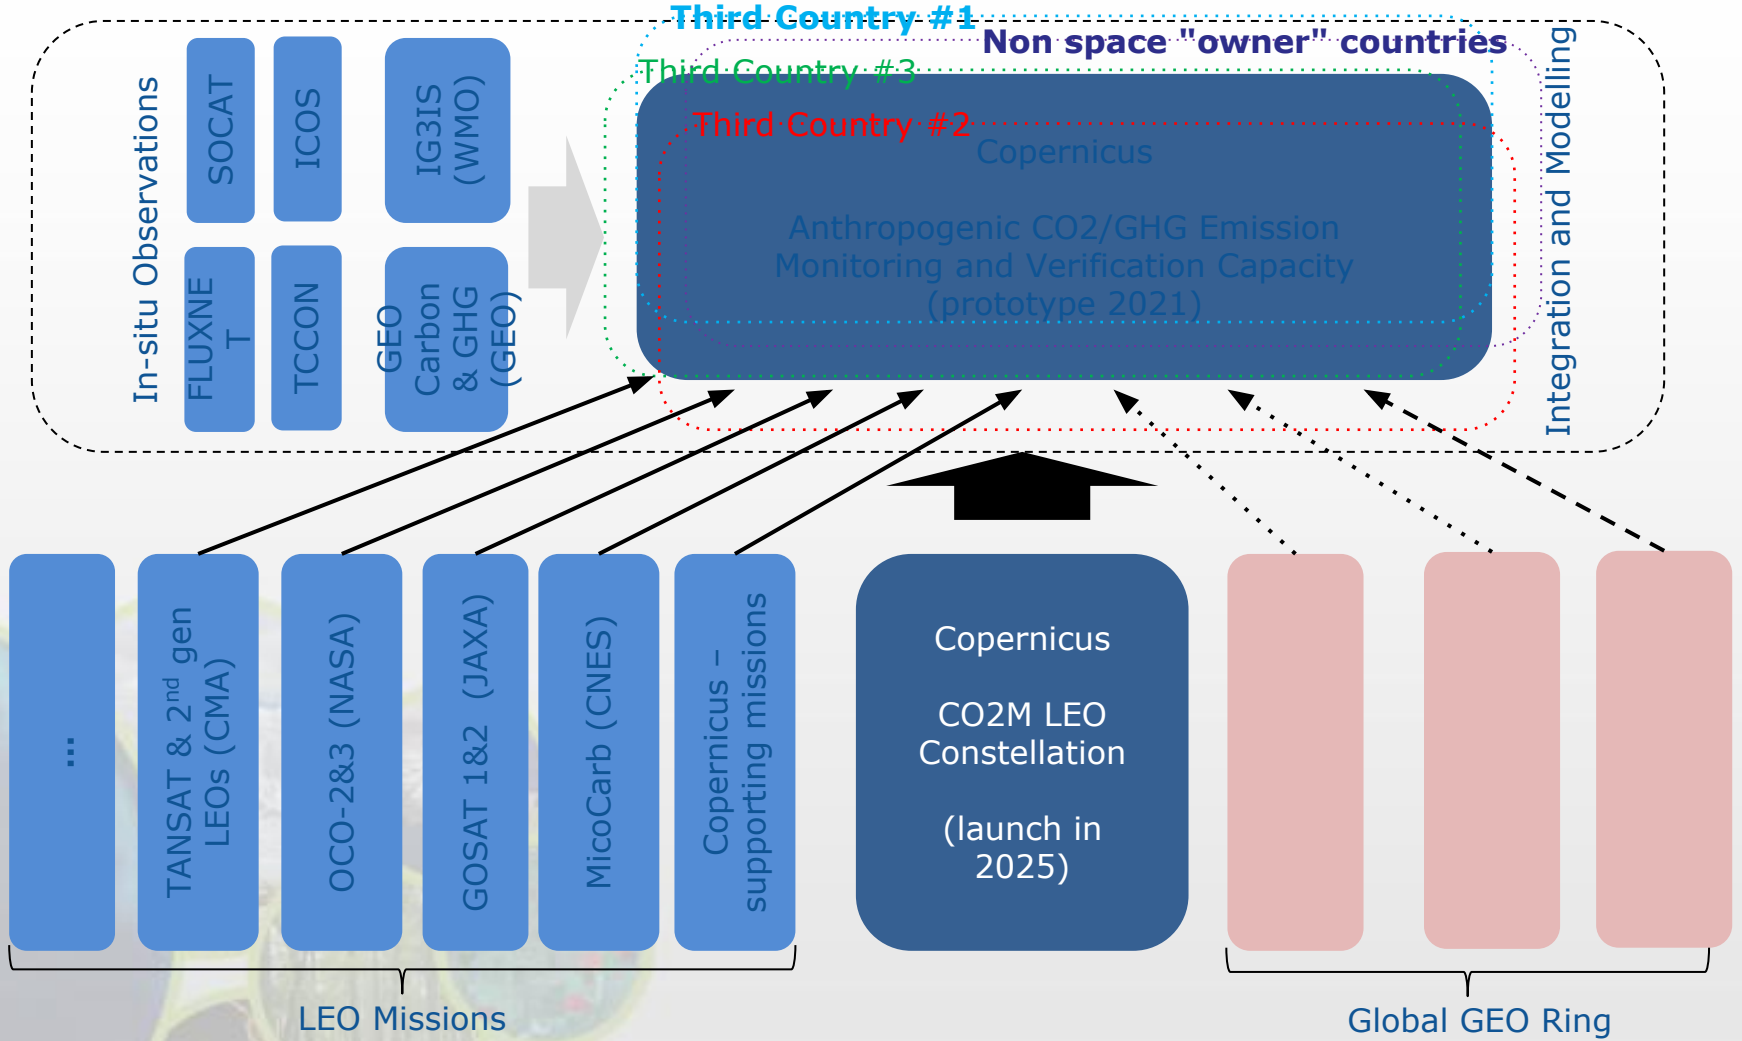 Third Country #1
Non space "owner" countries
Third Country #3
Third Country #2
In-situ Observations
SOCAT
ICOS
IG3IS
(WMO)
FLUXNE
T
TCCON
GEO
Carbon
& GHG
(GEO)
Copernicus
Anthropogenic CO2/GHG Emission
Monitoring and Verification Capacity
(prototype 2021)
Integration and Modelling
...
TANSAT & 2nd gen
LEOs (CMA)
OCO-2&3 (NASA)
GOSAT 1&2 (JAXA)
MicoCarb (CNES)
Copernicus –
supporting missions
Copernicus
CO2M LEO
Constellation
(launch in
2025)
LEO Missions
Global GEO Ring